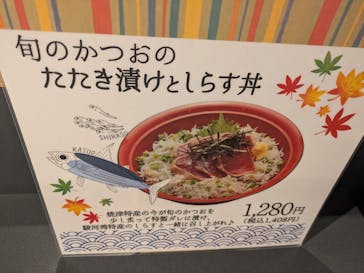 旬のかつおの
たたき漬けとしらす丼
SHIRASU
KATUO
焼津特産の今が旬のかつおを
少し炙って特製ダレに漬け、
駿河湾特産のしらすと一緒に召し上がれ♪
1,280円
(税込1,408円)